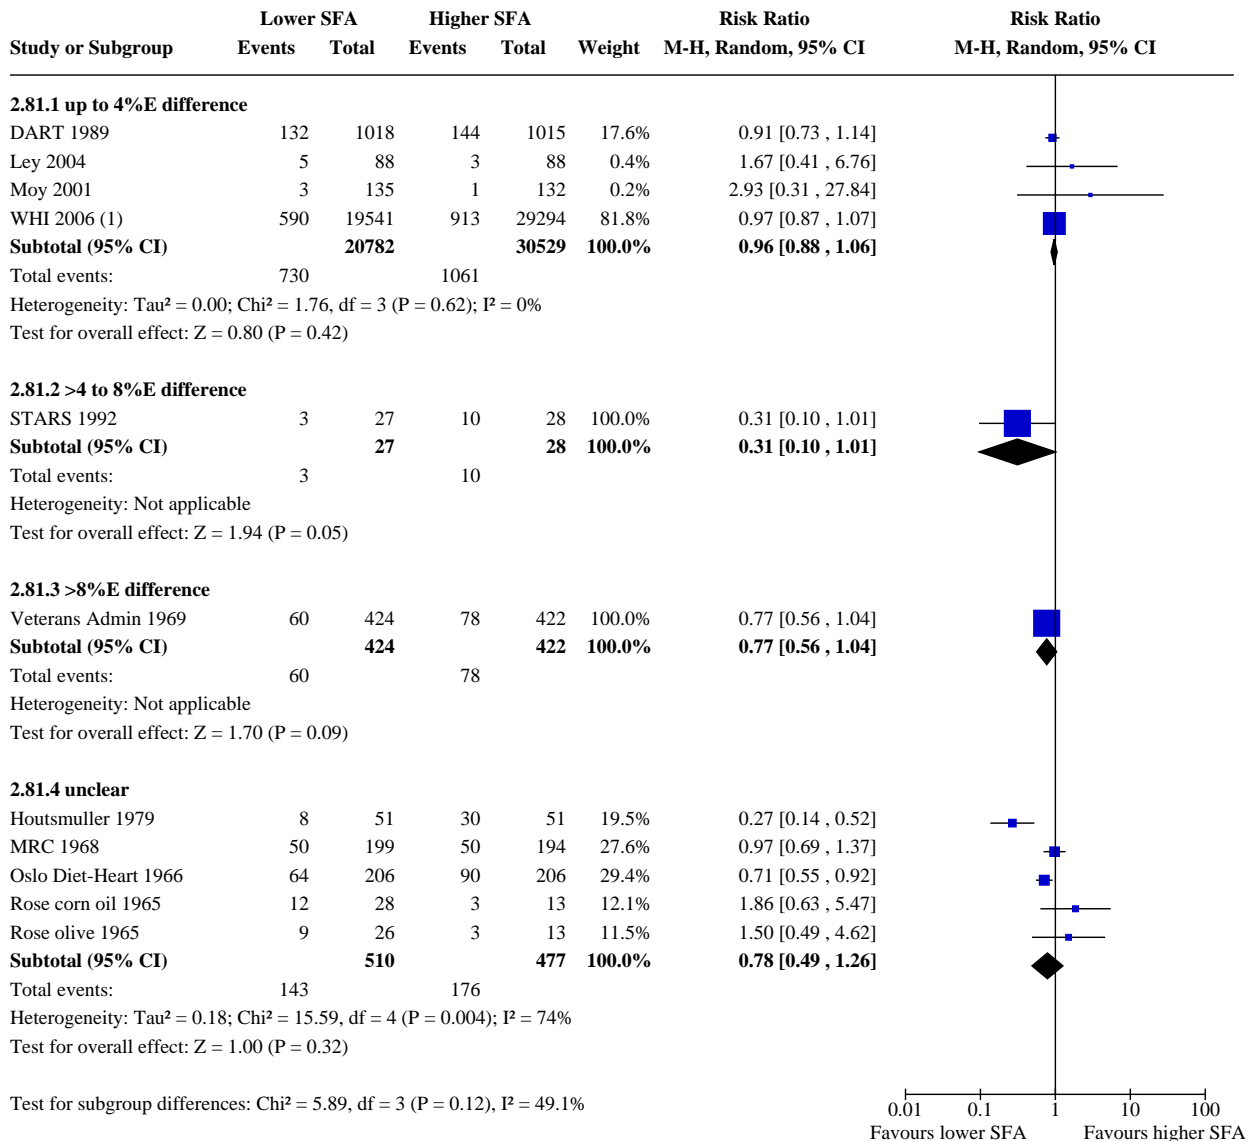 Lower SFA Higher SFA Risk Ratio Risk Ratio
Study or Subgroup Events Total Events Total Weight M-H, Random, 95% CI M-H, Random, 95% CI
2.81.1 up to 4%E difference
DART 1989 132 1018 144 1015 17.6% 0.91 [0.73 , 1.14]
Ley 2004 5 88 3 88 0.4% 1.67 [0.41 , 6.76]
Moy 2001 3 135 1 132 0.2% 2.93 [0.31 , 27.84]
WHI 2006 (1) 590 19541 913 29294 81.8% 0.97 [0.87 , 1.07]
Subtotal (95% CI) 20782 30529 100.0% 0.96 [0.88 , 1.06]
Total events: 730 1061
Heterogeneity: Tau² = 0.00; Chi² = 1.76, df = 3 (P = 0.62); I² = 0%
Test for overall effect: Z = 0.80 (P = 0.42)
2.81.2 >4 to 8%E difference
STARS 1992 3 27 10 28 100.0% 0.31 [0.10 , 1.01]
Subtotal (95% CI) 27 28 100.0% 0.31 [0.10 , 1.01]
Total events: 3 10
Heterogeneity: Not applicable
Test for overall effect: Z = 1.94 (P = 0.05)
2.81.3 >8%E difference
Veterans Admin 1969 60 424 78 422 100.0% 0.77 [0.56 , 1.04]
Subtotal (95% CI) 424 422 100.0% 0.77 [0.56 , 1.04]
Total events: 60 78
Heterogeneity: Not applicable
Test for overall effect: Z = 1.70 (P = 0.09)
2.81.4 unclear
Houtsmuller 1979 8 51 30 51 19.5% 0.27 [0.14 , 0.52]
MRC 1968 50 199 50 194 27.6% 0.97 [0.69 , 1.37]
Oslo Diet-Heart 1966 64 206 90 206 29.4% 0.71 [0.55 , 0.92]
Rose corn oil 1965 12 28 3 13 12.1% 1.86 [0.63 , 5.47]
Rose olive 1965 9 26 3 13 11.5% 1.50 [0.49 , 4.62]
Subtotal (95% CI) 510 477 100.0% 0.78 [0.49 , 1.26]
Total events: 143 176
Heterogeneity: Tau² = 0.18; Chi² = 15.59, df = 4 (P = 0.004); I² = 74%
Test for overall effect: Z = 1.00 (P = 0.32)
Test for subgroup differences: Chi² = 5.89, df = 3 (P = 0.12), I² = 49.1%
0.01 0.1 1 10 100
Favours lower SFA Favours higher SFA